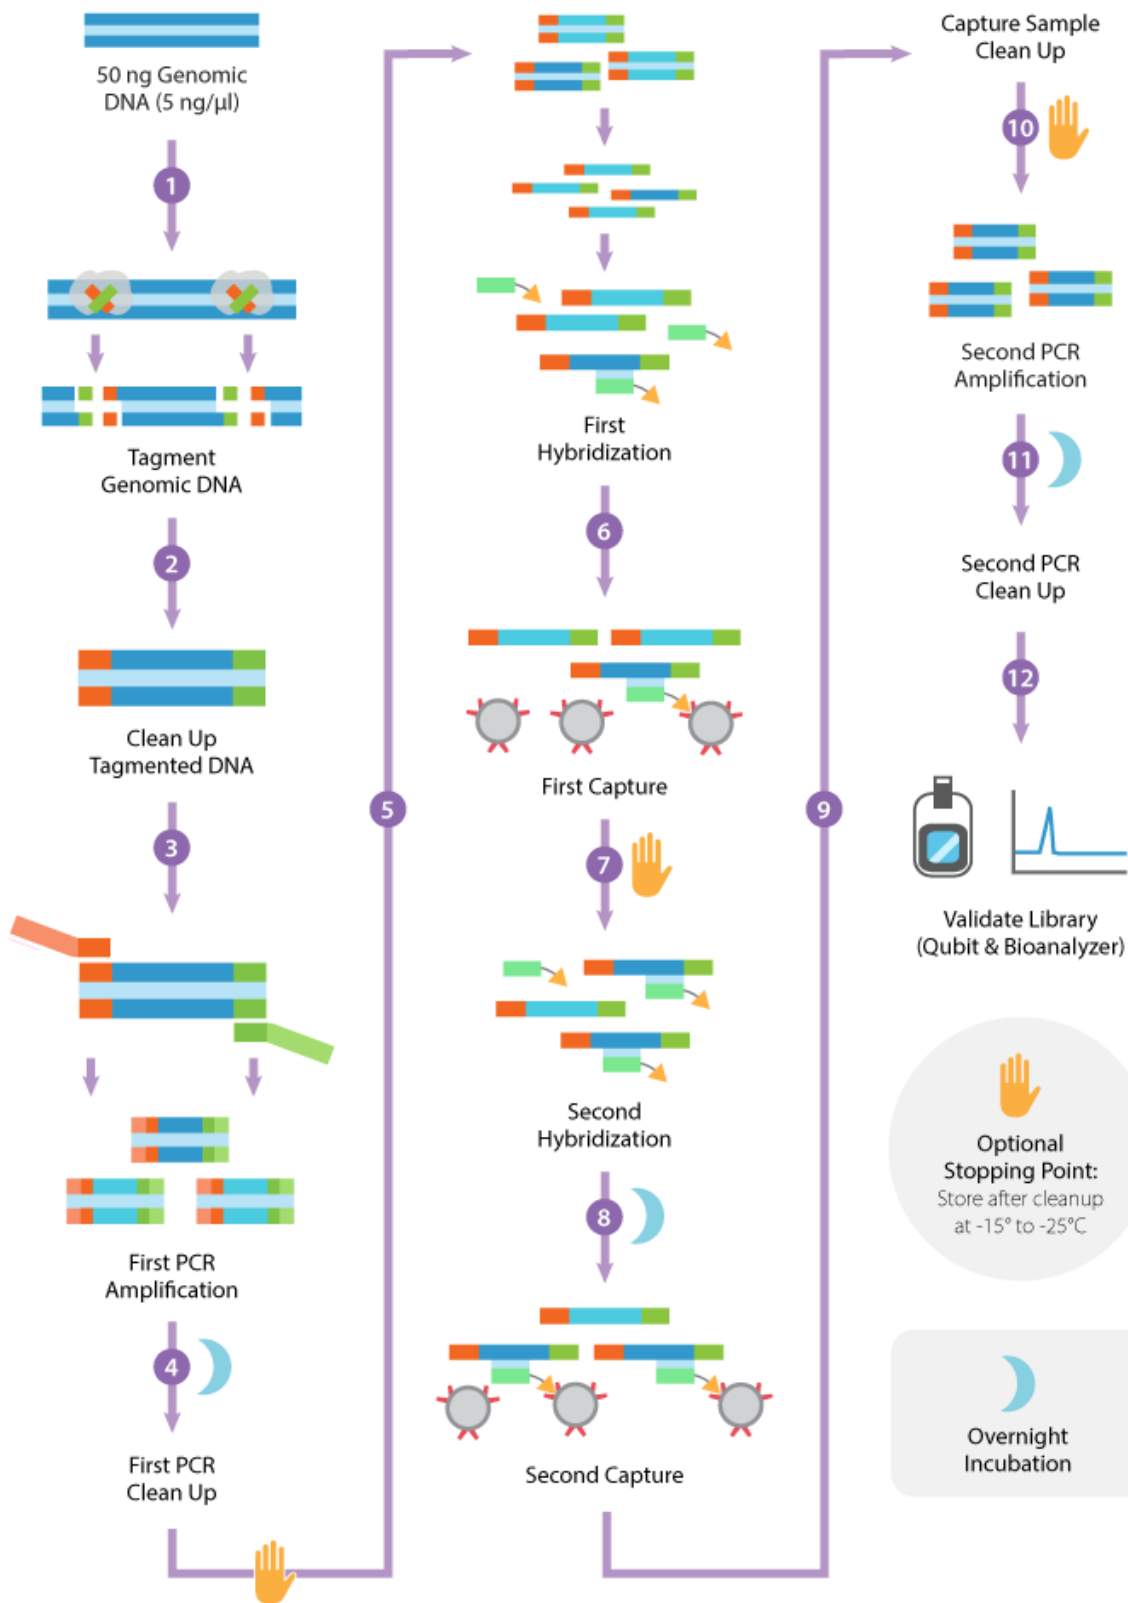 50 ng Genomic
DNA (5 ng/µl)
1
Tagment
Genomic DNA
2
Clean Up
Tagmented DNA
3
First PCR
Amplification
4
First PCR
Clean Up
5
First
Hybridization
6
First Capture
7
Second
Hybridization
8
Second Capture
9
Capture Sample
Clean Up
10
Second PCR
Amplification
11
Second PCR
Clean Up
12
Validate Library
(Qubit & Bioanalyzer)
Optional
Stopping Point:
Store after cleanup
at -15° to -25°C
Overnight
Incubation